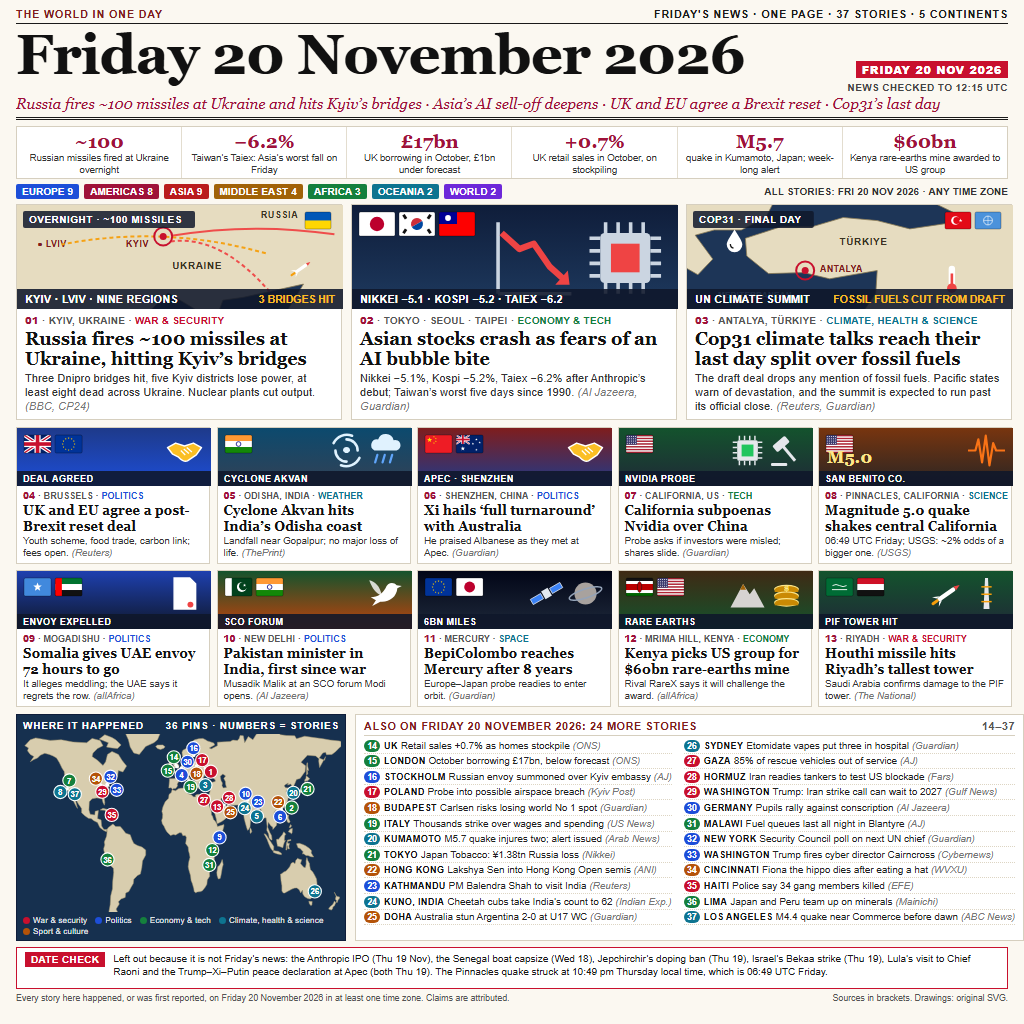 THE WORLD IN ONE DAY
FRIDAY'S NEWS · ONE PAGE · 37 STORIES · 5 CONTINENTS
Friday 20 November 2026
FRIDAY 20 NOV 2026
NEWS CHECKED TO 12:15 UTC
Russia fires ~100 missiles at Ukraine and hits Kyiv's bridges · Asia's AI sell-off deepens · UK and EU agree a Brexit reset · Cop31's last day
~100
Russian missiles fired at Ukraine
overnight
−6.2%
Taiwan's Taiex: Asia's worst fall on
Friday
£17bn
UK borrowing in October, £1bn
under forecast
+0.7%
UK retail sales in October, on
stockpiling
M5.7
quake in Kumamoto, Japan; week-
long alert
$60bn
Kenya rare-earths mine awarded to
US group
EUROPE 9
AMERICAS 8
ASIA 9
MIDDLE EAST 4
AFRICA 3
OCEANIA 2
WORLD 2
ALL STORIES: FRI 20 NOV 2026 · ANY TIME ZONE
OVERNIGHT · ~100 MISSILES
RUSSIA
LVIV
KYIV
UKRAINE
KYIV · LVIV · NINE REGIONS
3 BRIDGES HIT
01 · KYIV, UKRAINE · WAR & SECURITY
Russia fires ~100 missiles at
Ukraine, hitting Kyiv's bridges
Three Dnipro bridges hit, five Kyiv districts lose power, at
least eight dead across Ukraine. Nuclear plants cut output.
(BBC, CP24)
NIKKEI −5.1 · KOSPI −5.2 · TAIEX −6.2
02 · TOKYO · SEOUL · TAIPEI · ECONOMY & TECH
Asian stocks crash as fears of an
AI bubble bite
Nikkei −5.1%, Kospi −5.2%, Taiex −6.2% after Anthropic's
debut; Taiwan's worst five days since 1990. (Al Jazeera,
Guardian)
COP31 · FINAL DAY
TÜRKIYE
ANTALYA
UN CLIMATE SUMMIT
FOSSIL FUELS CUT FROM DRAFT
03 · ANTALYA, TÜRKIYE · CLIMATE, HEALTH & SCIENCE
Cop31 climate talks reach their
last day split over fossil fuels
The draft deal drops any mention of fossil fuels. Pacific states
warn of devastation, and the summit is expected to run past
its official close. (Reuters, Guardian)
DEAL AGREED
04 · BRUSSELS · POLITICS
UK and EU agree a post-
Brexit reset deal
Youth scheme, food trade, carbon link;
fees open. (Reuters)
CYCLONE AKVAN
05 · ODISHA, INDIA · WEATHER
Cyclone Akvan hits
India's Odisha coast
Landfall near Gopalpur; no major loss of
life. (ThePrint)
APEC · SHENZHEN
06 · SHENZHEN, CHINA · POLITICS
Xi hails 'full turnaround'
with Australia
He praised Albanese as they met at
Apec. (Guardian)
NVIDIA PROBE
07 · CALIFORNIA, US · TECH
California subpoenas
Nvidia over China
Probe asks if investors were misled;
shares slide. (Guardian)
M5.0
SAN BENITO CO.
08 · PINNACLES, CALIFORNIA · SCIENCE
Magnitude 5.0 quake
shakes central California
06:49 UTC Friday; USGS: ~2% odds of a
bigger one. (USGS)
ENVOY EXPELLED
09 · MOGADISHU · POLITICS
Somalia gives UAE envoy
72 hours to go
It alleges meddling; the UAE says it
regrets the row. (allAfrica)
SCO FORUM
10 · NEW DELHI · POLITICS
Pakistan minister in
India, first since war
Musadik Malik at an SCO forum Modi
opens. (Al Jazeera)
6BN MILES
11 · MERCURY · SPACE
BepiColombo reaches
Mercury after 8 years
Europe–Japan probe readies to enter
orbit. (Guardian)
RARE EARTHS
12 · MRIMA HILL, KENYA · ECONOMY
Kenya picks US group for
$60bn rare-earths mine
Rival RareX says it will challenge the
award. (allAfrica)
PIF TOWER HIT
13 · RIYADH · WAR & SECURITY
Houthi missile hits
Riyadh's tallest tower
Saudi Arabia confirms damage to the PIF
tower. (The National)
WHERE IT HAPPENED
36 PINS · NUMBERS = STORIES
War & security
Politics
Economy & tech
Climate, health & science
Sport & culture
ALSO ON FRIDAY 20 NOVEMBER 2026: 24 MORE STORIES
14–37
14 UK Retail sales +0.7% as homes stockpile (ONS)
15 LONDON October borrowing £17bn, below forecast (ONS)
16 STOCKHOLM Russian envoy summoned over Kyiv embassy (AJ)
17 POLAND Probe into possible airspace breach (Kyiv Post)
18 BUDAPEST Carlsen risks losing world No 1 spot (Guardian)
19 ITALY Thousands strike over wages and spending (US News)
20 KUMAMOTO M5.7 quake injures two; alert issued (Arab News)
21 TOKYO Japan Tobacco: ¥1.38tn Russia loss (Nikkei)
22 HONG KONG Lakshya Sen into Hong Kong Open semis (ANI)
23 KATHMANDU PM Balendra Shah to visit India (Reuters)
24 KUNO, INDIA Cheetah cubs take India's count to 62 (Indian Exp.)
25 DOHA Australia stun Argentina 2-0 at U17 WC (Guardian)
26 SYDNEY Etomidate vapes put three in hospital (Guardian)
27 GAZA 85% of rescue vehicles out of service (AJ)
28 HORMUZ Iran readies tankers to test US blockade (Fars)
29 WASHINGTON Trump: Iran strike call can wait to 2027 (Gulf News)
30 GERMANY Pupils rally against conscription (Al Jazeera)
31 MALAWI Fuel queues last all night in Blantyre (AJ)
32 NEW YORK Security Council poll on next UN chief (Guardian)
33 WASHINGTON Trump fires cyber director Cairncross (Cybernews)
34 CINCINNATI Fiona the hippo dies after eating a hat (WVXU)
35 HAITI Police say 34 gang members killed (EFE)
36 LIMA Japan and Peru team up on minerals (Mainichi)
37 LOS ANGELES M4.4 quake near Commerce before dawn (ABC News)
DATE CHECK
Left out because it is not Friday's news: the Anthropic IPO (Thu 19 Nov), the Senegal boat capsize (Wed 18), Jepchirchir's doping ban (Thu 19), Israel's Bekaa strike (Thu 19), Lula's visit to Chief
Raoni and the Trump–Xi–Putin peace declaration at Apec (both Thu 19). The Pinnacles quake struck at 10:49 pm Thursday local time, which is 06:49 UTC Friday.
Every story here happened, or was first reported, on Friday 20 November 2026 in at least one time zone. Claims are attributed.
Sources in brackets. Drawings: original SVG.